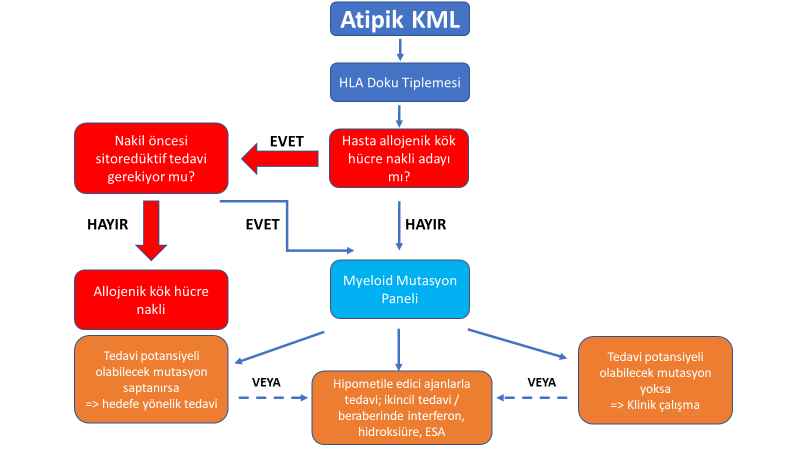 Atipik KML
HLA Doku Tiplemesi
Hasta allojenik kök
hücre nakli adayı
mı?
EVET
Nakil öncesi
sitoredüktif tedavi
gerekiyor mu?
HAYIR
EVET
HAYIR
Allojenik kök hücre
nakli
Myeloid Mutasyon
Paneli
Tedavi potansiyeli
olabilecek mutasyon
saptanırsa
=> hedefe yönelik tedavi
VEYA
Hipometile edici ajanlarla
tedavi; ikincil tedavi /
beraberinde interferon,
hidroksiüre, ESA
VEYA
Tedavi potansiyeli
olabilecek mutasyon
yoksa
=> Klinik çalışma